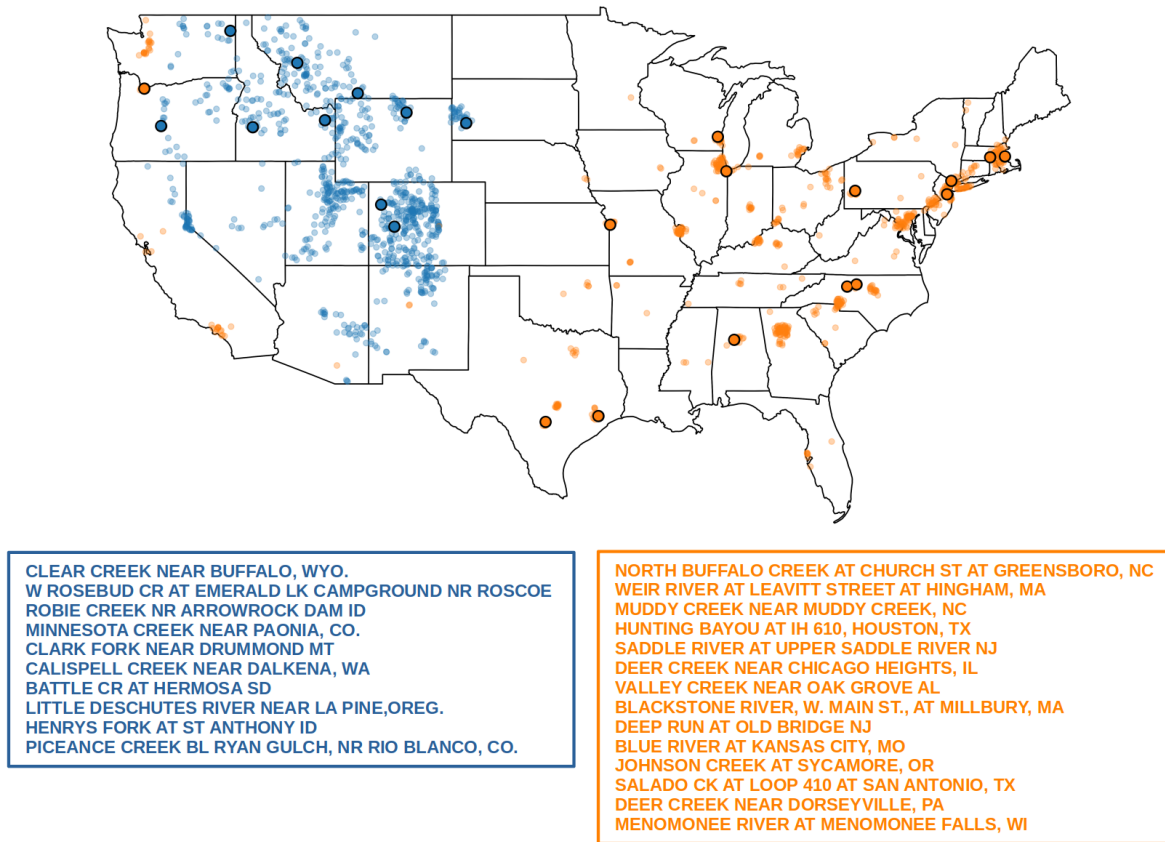 CLEAR CREEK NEAR BUFFALO, WYO.
W ROSEBUD CR AT EMERALD LK CAMPGROUND NR ROSCOE
ROBIE CREEK NR ARROWROCK DAM ID
MINNESOTA CREEK NEAR PAONIA, CO.
CLARK FORK NEAR DRUMMOND MT
CALISPELL CREEK NEAR DALKENA, WA
BATTLE CR AT HERMOSA SD
LITTLE DESCHUTES RIVER NEAR LA PINE,OREG.
HENRYS FORK AT ST ANTHONY ID
PICEANCE CREEK BL RYAN GULCH, NR RIO BLANCO, CO.
NORTH BUFFALO CREEK AT CHURCH ST AT GREENSBORO, NC
WEIR RIVER AT LEAVITT STREET AT HINGHAM, MA
MUDDY CREEK NEAR MUDDY CREEK, NC
HUNTING BAYOU AT IH 610, HOUSTON, TX
SADDLE RIVER AT UPPER SADDLE RIVER NJ
DEER CREEK NEAR CHICAGO HEIGHTS, IL
VALLEY CREEK NEAR OAK GROVE AL
BLACKSTONE RIVER, W. MAIN ST., AT MILLBURY, MA
DEEP RUN AT OLD BRIDGE NJ
BLUE RIVER AT KANSAS CITY, MO
JOHNSON CREEK AT SYCAMORE, OR
SALADO CK AT LOOP 410 AT SAN ANTONIO, TX
DEER CREEK NEAR DORSEYVILLE, PA
MENOMONEE RIVER AT MENOMONEE FALLS, WI